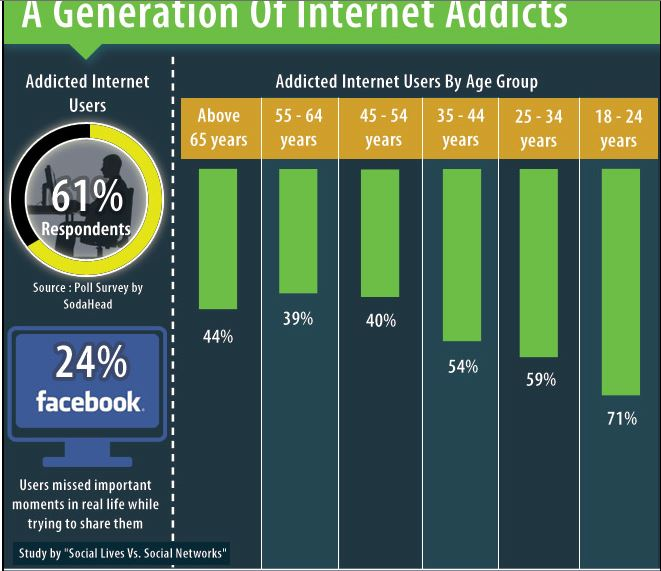 A Generation Of Internet Addicts
Addicted Internet
Users
61%
Respondents
Source : Poll Survey by
SodaHead
24%
facebook.
Users missed important
moments in real life while
trying to share them
Study by "Social Lives Vs. Social Networks"
Addicted Internet Users By Age Group
Above
65 years
55 - 64
years
45 - 54
years
35 - 44
years
25 - 34
years
18 - 24
years
44%
39%
40%
54%
59%
71%